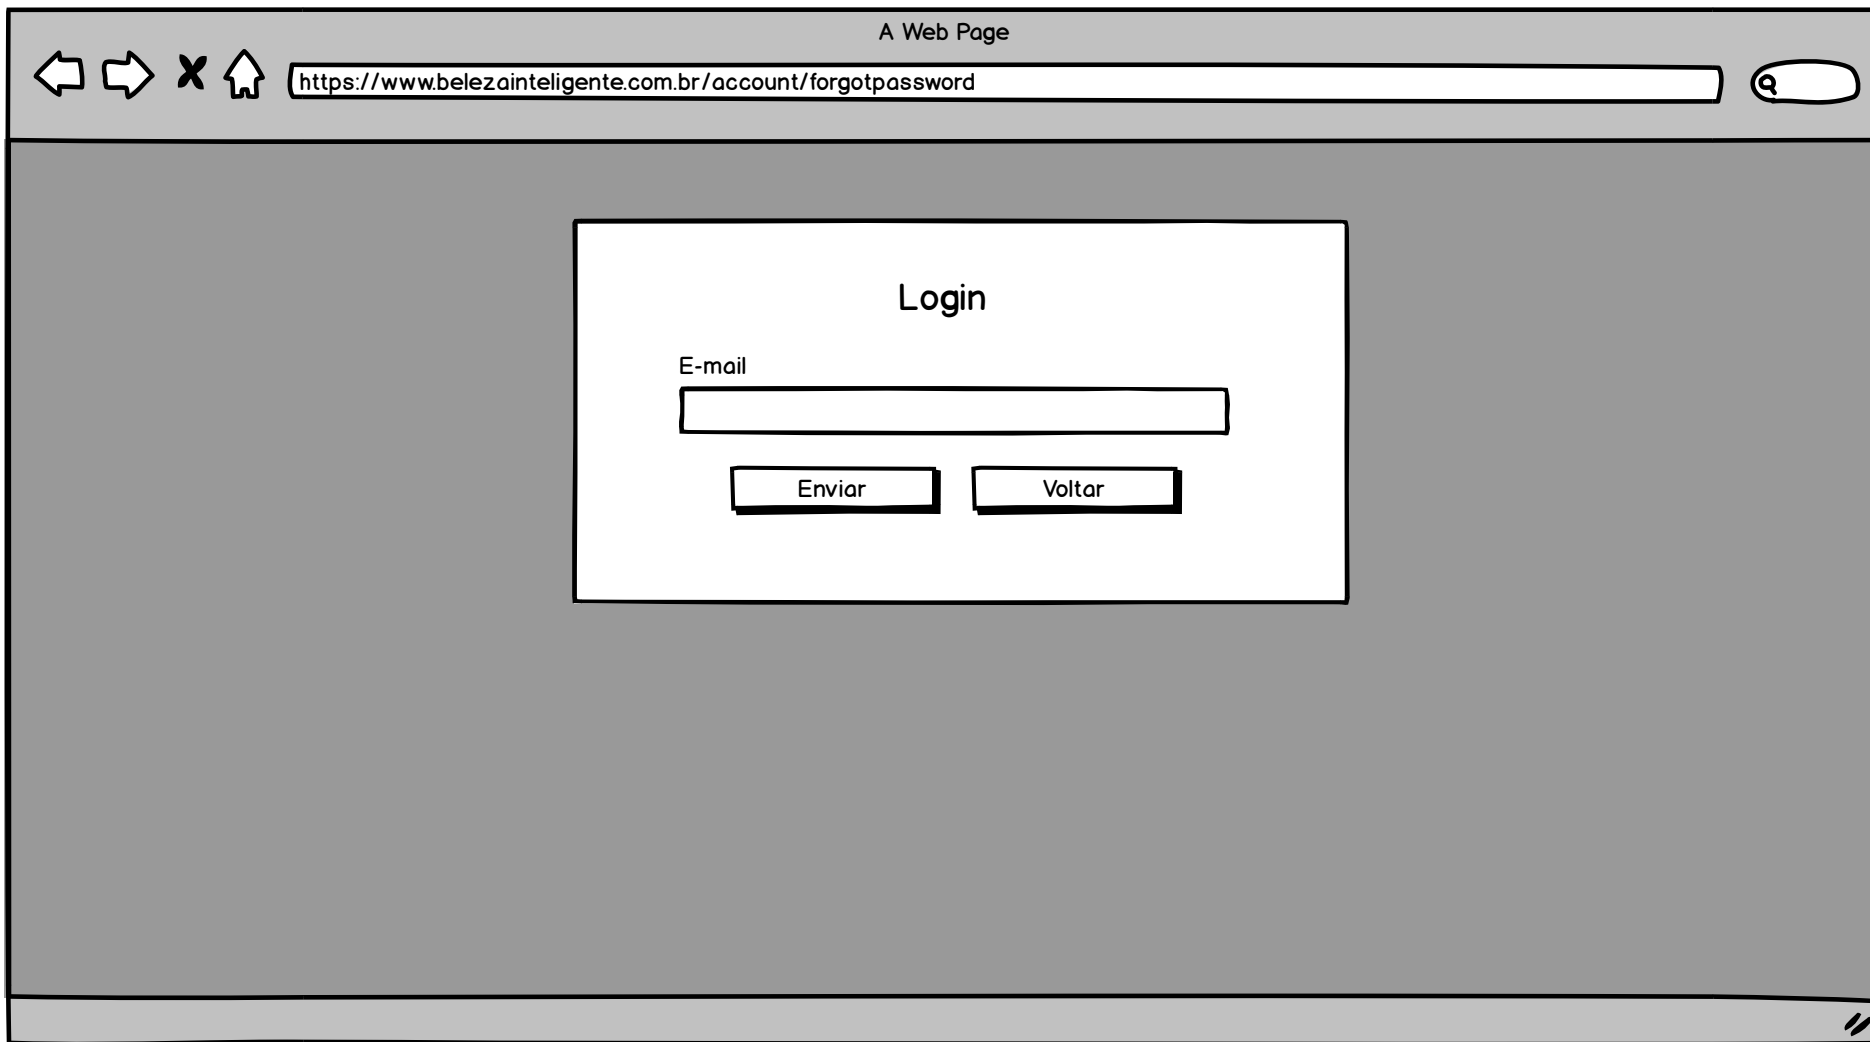 A Web Page
https://www.belezainteligente.com.br/account/forgotpassword
Login
E-mail
Enviar
Voltar